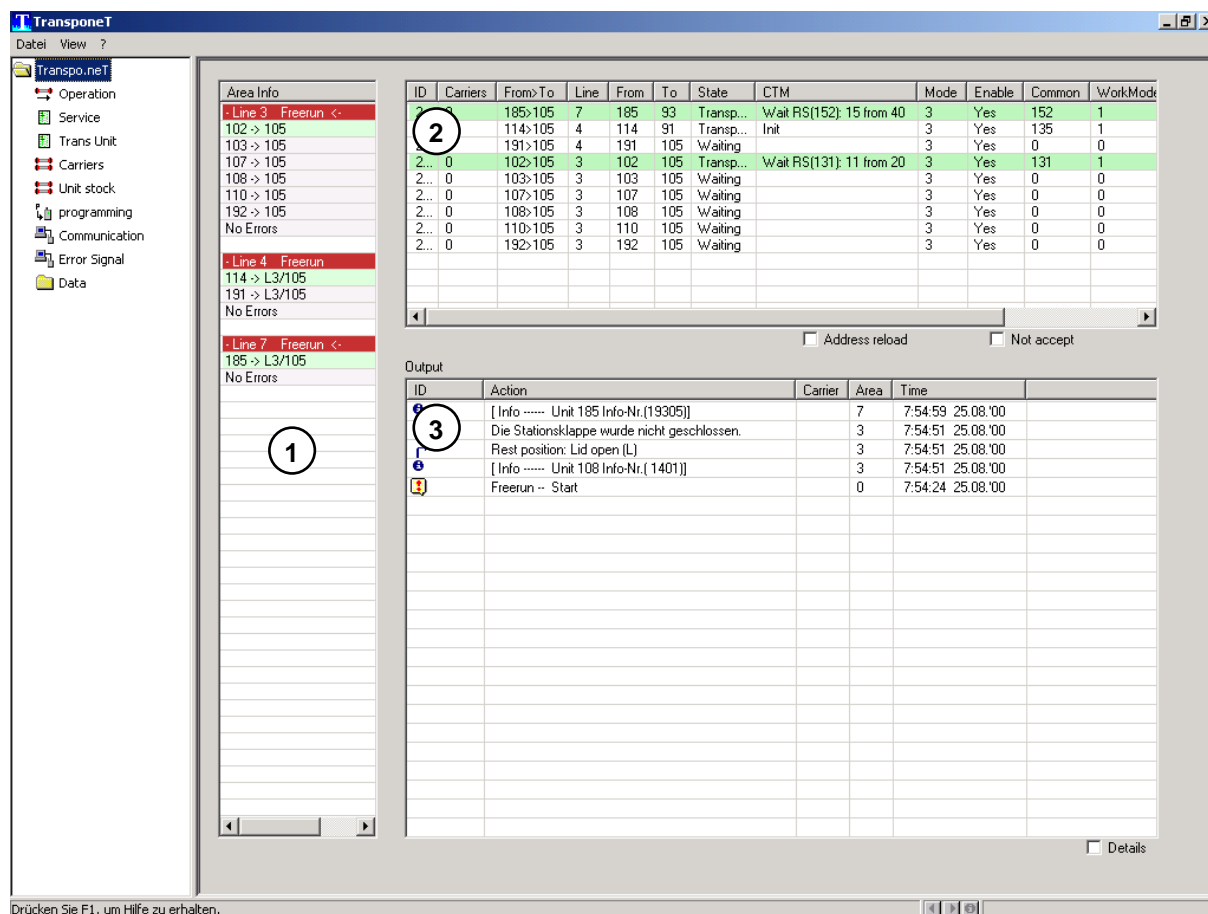 TransponeT
Datei View ?
Transpo.neT
Operation
Service
Trans Unit
Carriers
Unit stock
programming
Communication
Error Signal
Data
Area Info
- Line 3 Freerun <-
102 -> 105
103 -> 105
107 -> 105
108 -> 105
110 -> 105
192 -> 105
No Errors
- Line 4 Freerun
114 -> L3/105
191 -> L3/105
No Errors
- Line 7 Freerun <-
185 -> L3/105
No Errors
1
ID Carriers From>To Line From To State CTM Mode Enable Common WorkMode
185>105 7 185 93 Transp... Wait RS(152): 15 from 40 3 Yes 152 1
114>105 4 114 91 Transp... Init 3 Yes 135 1
191>105 4 191 105 Waiting 3 Yes 0 0
2... 0 102>105 3 102 105 Transp... Wait RS(131): 11 from 20 3 Yes 131 1
2... 0 103>105 3 103 105 Waiting 3 Yes 0 0
2... 0 107>105 3 107 105 Waiting 3 Yes 0 0
2... 0 108>105 3 108 105 Waiting 3 Yes 0 0
2... 0 110>105 3 110 105 Waiting 3 Yes 0 0
2... 0 192>105 3 192 105 Waiting 3 Yes 0 0
2
Address reload Not accept
Output
ID Action Carrier Area Time
[ Info ------ Unit 185 Info-Nr.(19305)] 7 7:54:59 25.08.'00
Die Stationsklappe wurde nicht geschlossen. 3 7:54:51 25.08.'00
Rest position: Lid open (L) 3 7:54:51 25.08.'00
[ Info ------ Unit 108 Info-Nr.( 1401)] 3 7:54:51 25.08.'00
Freerun -- Start 0 7:54:24 25.08.'00
3
Details
Drücken Sie F1, um Hilfe zu erhalten.